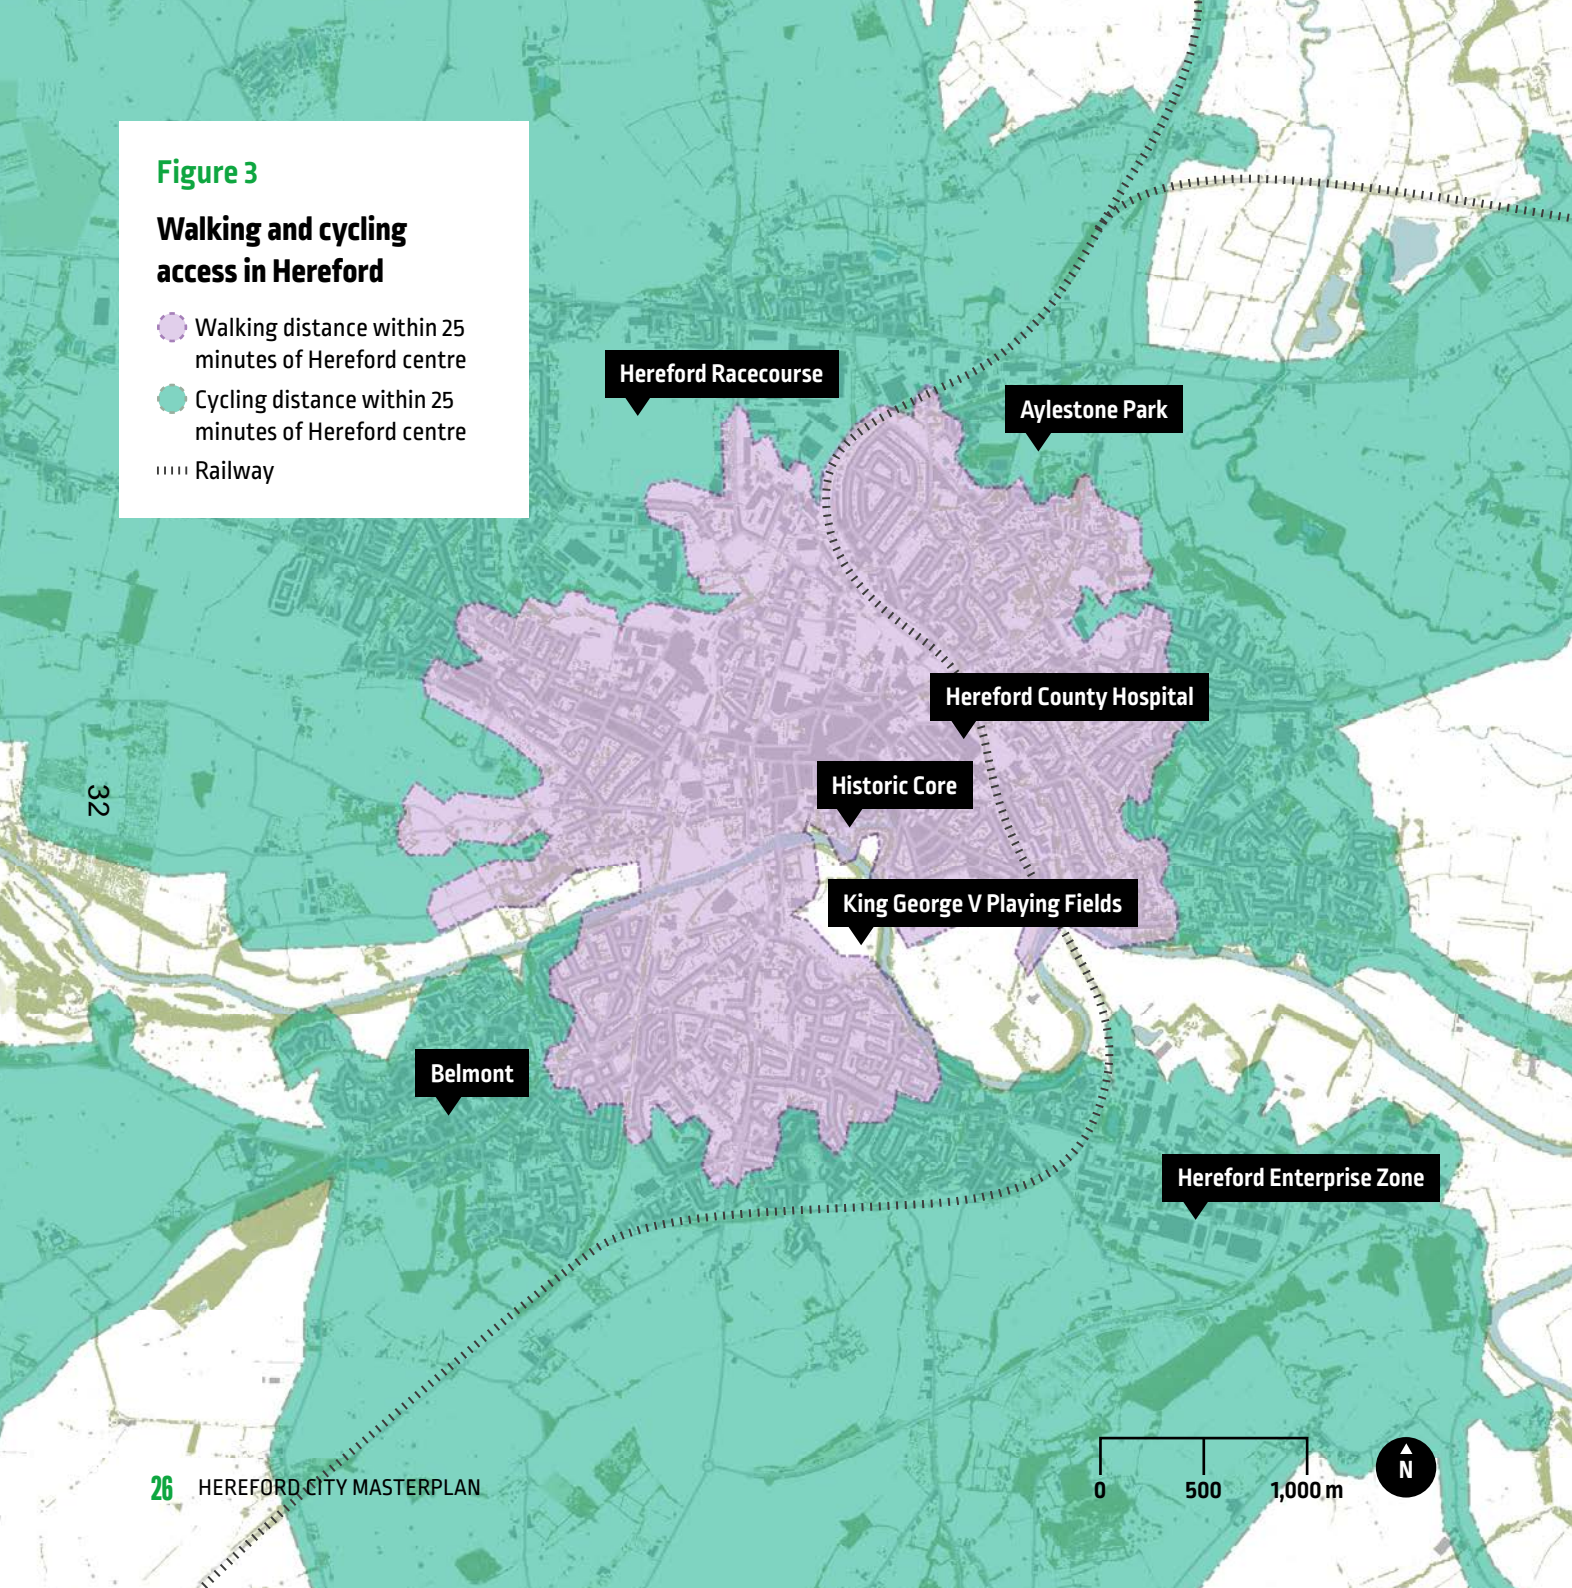 Figure 3
Walking and cycling
access in Hereford
Walking distance within 25
minutes of Hereford centre
Cycling distance within 25
minutes of Hereford centre
Railway
Hereford Racecourse
Aylestone Park
Hereford County Hospital
Historic Core
32
King George V Playing Fields
Belmont
Hereford Enterprise Zone
0 500 1,000 m
N
26 HEREFORD CITY MASTERPLAN